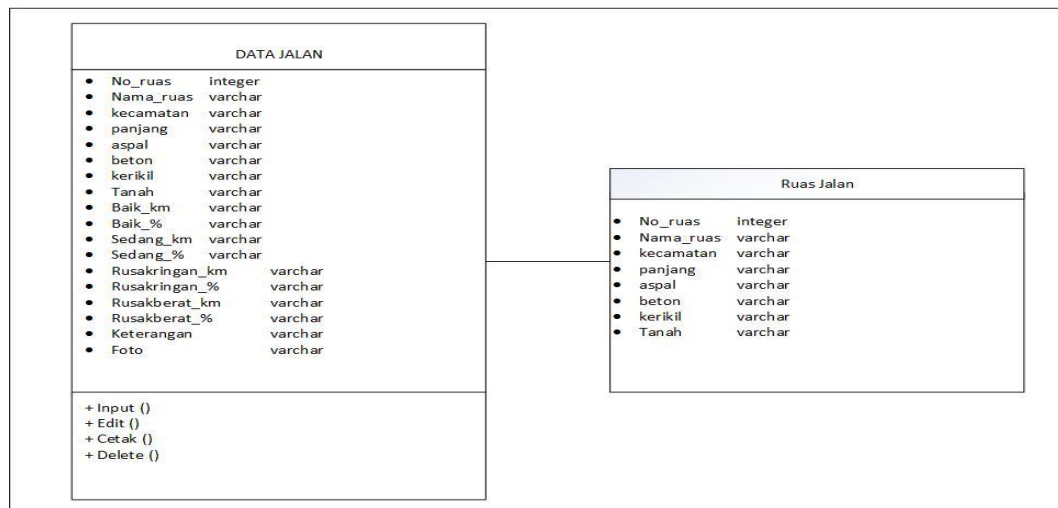 DATA JALAN
• No_ruas integer
• Nama_ruas varchar
• kecamatan varchar
• panjang varchar
• aspal varchar
• beton varchar
• kerikil varchar
• Tanah varchar
• Baik_km varchar
• Baik_% varchar
• Sedang_km varchar
• Sedang_% varchar
• Rusakringan_km varchar
• Rusakringan_% varchar
• Rusakberat_km varchar
• Rusakberat_% varchar
• Keterangan varchar
• Foto varchar
+ Input ()
+ Edit ()
+ Cetak ()
+ Delete ()
Ruas Jalan
• No_ruas integer
• Nama_ruas varchar
• kecamatan varchar
• panjang varchar
• aspal varchar
• beton varchar
• kerikil varchar
• Tanah varchar